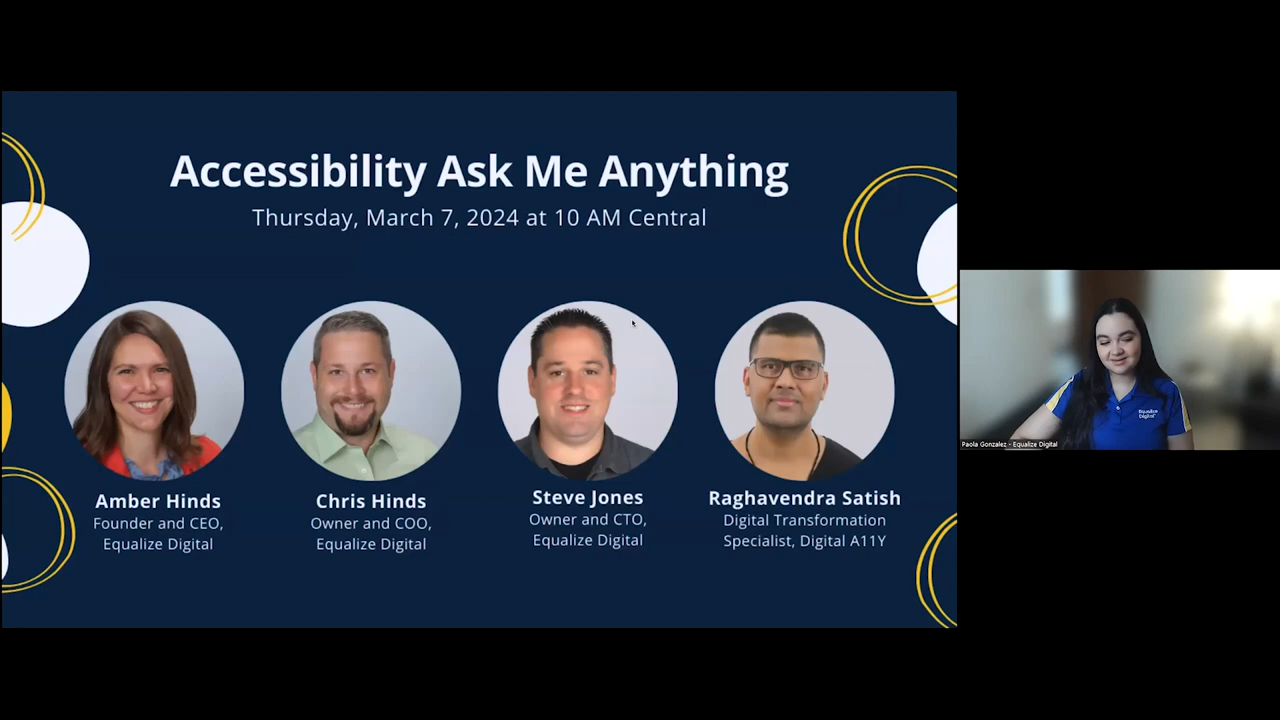 Accessibility Ask Me Anything
Thursday, March 7, 2024 at 10 AM Central
Amber Hinds
Founder and CEO,
Equalize Digital
Chris Hinds
Owner and COO,
Equalize Digital
Steve Jones
Owner and CTO,
Equalize Digital
Raghavendra Satish
Digital Transformation
Specialist, Digital A11Y
Equalize
Digital
Paola Gonzalez - Equalize Digital